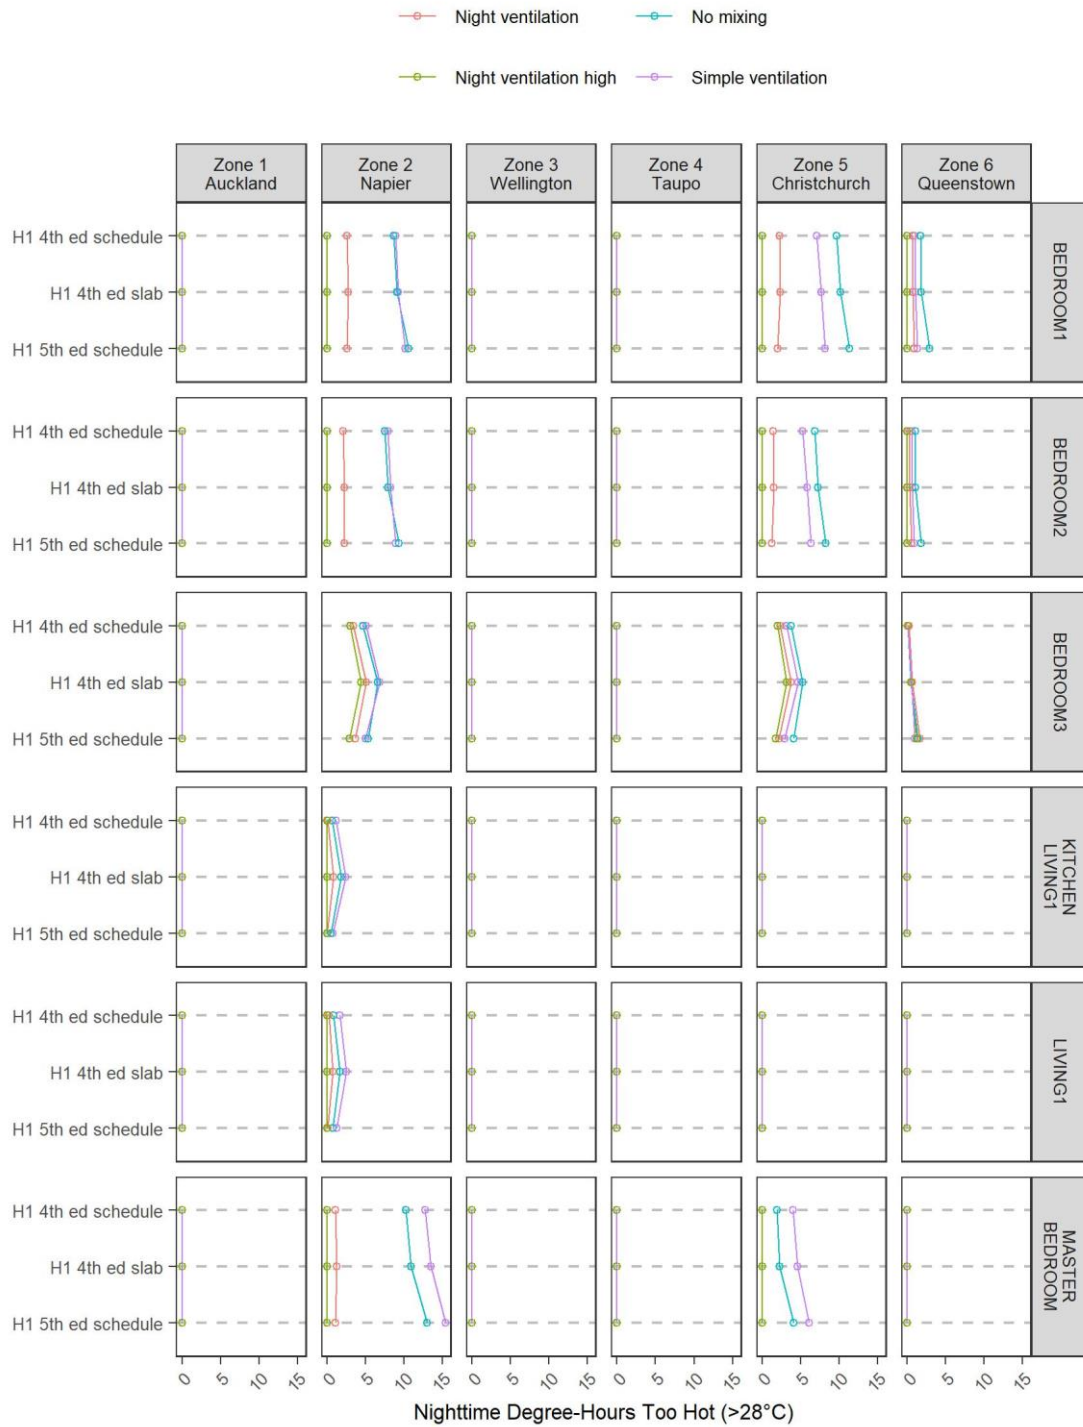 Night ventilation
No mixing
Night ventilation high
Simple ventilation
Zone 1
Auckland
Zone 2
Napier
Zone 3
Wellington
Zone 4
Taupo
Zone 5
Christchurch
Zone 6
Queenstown
H1 4th ed schedule
H1 4th ed slab
H1 5th ed schedule
BEDROOM1
H1 4th ed schedule
H1 4th ed slab
H1 5th ed schedule
BEDROOM2
H1 4th ed schedule
H1 4th ed slab
H1 5th ed schedule
BEDROOM3
H1 4th ed schedule
H1 4th ed slab
H1 5th ed schedule
KITCHEN
LIVING1
H1 4th ed schedule
H1 4th ed slab
H1 5th ed schedule
LIVING1
H1 4th ed schedule
H1 4th ed slab
H1 5th ed schedule
MASTER
BEDROOM
0 5 10 15 0 5 10 15 0 5 10 15 0 5 10 15 0 5 10 15 0 5 10 15
Nighttime Degree-Hours Too Hot (>28°C)